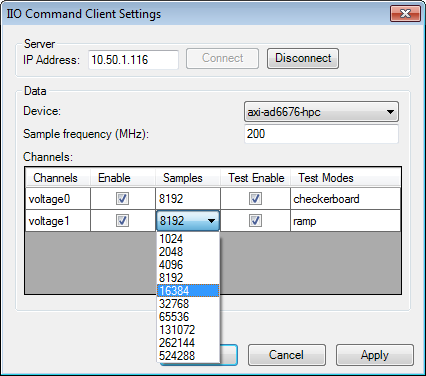 IIO Command Client Settings
Server
IP Address: 10.50.1.116 Connect Disconnect
Data
Device: axi-ad6676-hpc
Sample frequency (MHz): 200
Channels:
Channels Enable Samples Test Enable Test Modes
voltage0 8192 checkerboard
voltage1 8192 ramp
1024
2048
4096
8192
16384
32768
65536
131072
262144
524288
Cancel Apply